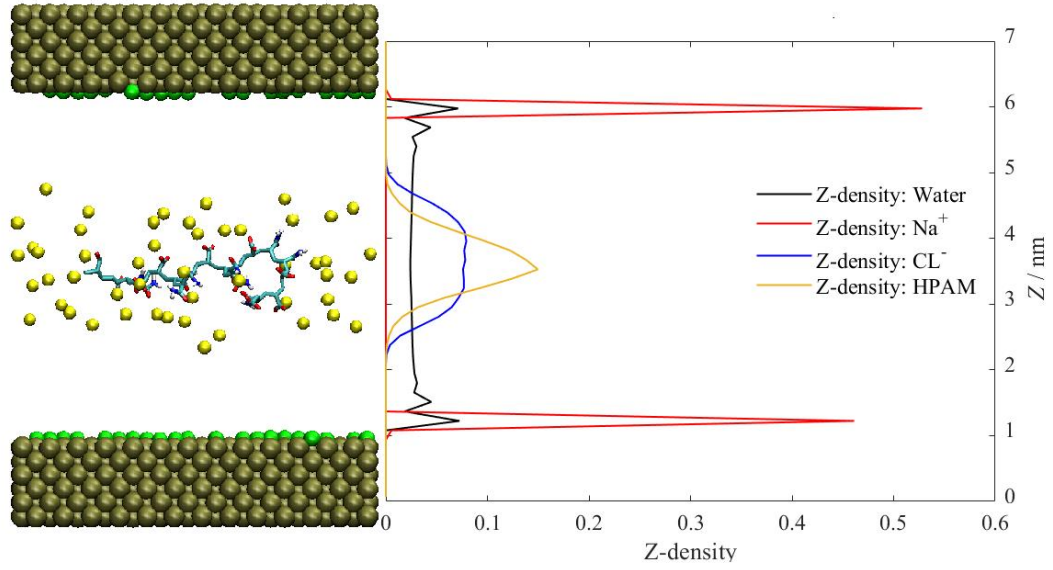 7
6
5
4
3
2
1
0
Z / nm
Z-density: Water
Z-density: Na+
Z-density: CL-
Z-density: HPAM
0 0.1 0.2 0.3 0.4 0.5 0.6
Z-density